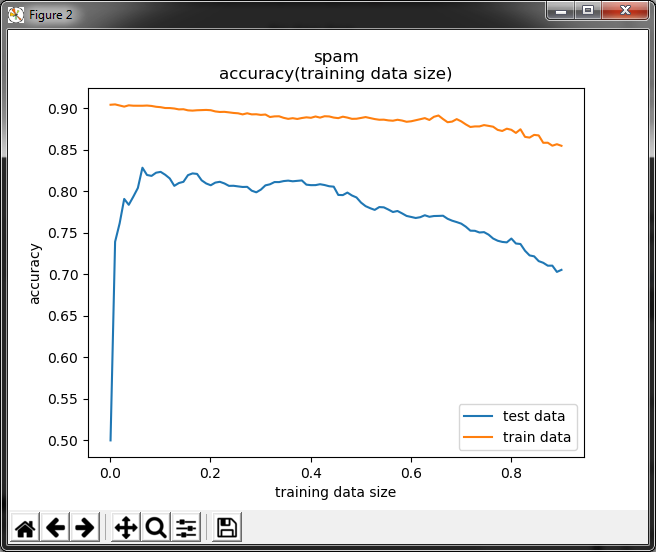 Figure 2
spam
accuracy(training data size)
0.90
0.85
0.80
0.75
0.70
0.65
0.60
0.55
0.50
accuracy
test data
train data
0.0 0.2 0.4 0.6 0.8
training data size